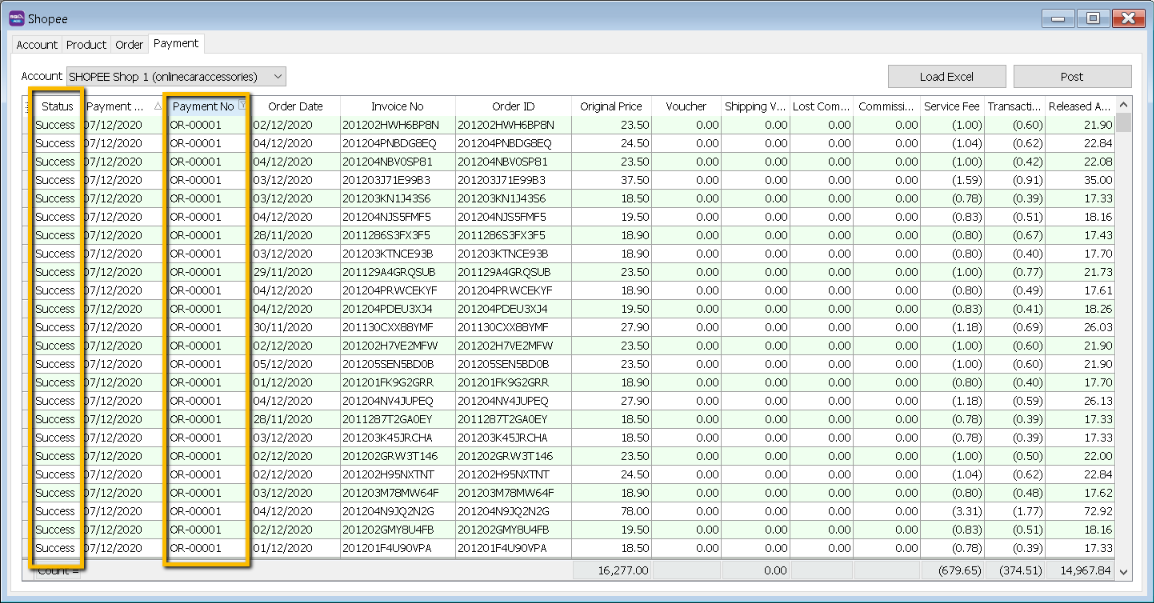 Shopee
Account Product Order Payment
Account SHOPEE Shop 1 (onlinecaraccessories) Load Excel Post
Status Payment ... Payment No Order Date Invoice No Order ID Original Price Voucher Shipping V... Lost Com... Commissi... Service Fee Transacti... Released A...
Success 07/12/2020 OR-00001 02/12/2020 201202HWH6BP8N 201202HWH6BP8N 23.50 0.00 0.00 0.00 0.00 (1.00) (0.60) 21.90
Success 07/12/2020 OR-00001 04/12/2020 201204PNBDG8EQ 201204PNBDG8EQ 24.50 0.00 0.00 0.00 0.00 (1.04) (0.62) 22.84
Success 07/12/2020 OR-00001 04/12/2020 201204NBV0SP81 201204NBV0SP81 23.50 0.00 0.00 0.00 0.00 (1.00) (0.42) 22.08
Success 07/12/2020 OR-00001 03/12/2020 201203J71E99B3 201203J71E99B3 37.50 0.00 0.00 0.00 0.00 (1.59) (0.91) 35.00
Success 07/12/2020 OR-00001 03/12/2020 201203KN1J43S6 201203KN1J43S6 18.50 0.00 0.00 0.00 0.00 (0.78) (0.39) 17.33
Success 07/12/2020 OR-00001 04/12/2020 201204NJS5FMF5 201204NJS5FMF5 19.50 0.00 0.00 0.00 0.00 (0.83) (0.51) 18.16
Success 07/12/2020 OR-00001 28/11/2020 2011286S3FX3F5 2011286S3FX3F5 18.90 0.00 0.00 0.00 0.00 (0.80) (0.67) 17.43
Success 07/12/2020 OR-00001 03/12/2020 201203KTNCE93B 201203KTNCE93B 18.90 0.00 0.00 0.00 0.00 (0.80) (0.40) 17.70
Success 07/12/2020 OR-00001 29/11/2020 201129A4GRQSUB 201129A4GRQSUB 23.50 0.00 0.00 0.00 0.00 (1.00) (0.77) 21.73
Success 07/12/2020 OR-00001 04/12/2020 201204PRWCEKYF 201204PRWCEKYF 18.90 0.00 0.00 0.00 0.00 (0.80) (0.49) 17.61
Success 07/12/2020 OR-00001 04/12/2020 201204PDEU3XJ4 201204PDEU3XJ4 19.50 0.00 0.00 0.00 0.00 (0.83) (0.41) 18.26
Success 07/12/2020 OR-00001 30/11/2020 201130CXX88YMF 201130CXX88YMF 27.90 0.00 0.00 0.00 0.00 (1.18) (0.69) 26.03
Success 07/12/2020 OR-00001 02/12/2020 201202H7VE2MFW 201202H7VE2MFW 23.50 0.00 0.00 0.00 0.00 (1.00) (0.60) 21.90
Success 07/12/2020 OR-00001 05/12/2020 201205SEN5BD0B 201205SEN5BD0B 23.50 0.00 0.00 0.00 0.00 (1.00) (0.60) 21.90
Success 07/12/2020 OR-00001 01/12/2020 201201FK9G2GRR 201201FK9G2GRR 18.90 0.00 0.00 0.00 0.00 (0.80) (0.40) 17.70
Success 07/12/2020 OR-00001 04/12/2020 201204NV4JUPEQ 201204NV4JUPEQ 27.90 0.00 0.00 0.00 0.00 (1.18) (0.59) 26.13
Success 07/12/2020 OR-00001 28/11/2020 2011287T2GA0EY 2011287T2GA0EY 18.50 0.00 0.00 0.00 0.00 (0.78) (0.39) 17.33
Success 07/12/2020 OR-00001 03/12/2020 201203K45JRCHA 201203K45JRCHA 18.50 0.00 0.00 0.00 0.00 (0.78) (0.39) 17.33
Success 07/12/2020 OR-00001 02/12/2020 201202GRW3T146 201202GRW3T146 23.50 0.00 0.00 0.00 0.00 (1.00) (0.50) 22.00
Success 07/12/2020 OR-00001 02/12/2020 201202H95NXTNT 201202H95NXTNT 24.50 0.00 0.00 0.00 0.00 (1.04) (0.62) 22.84
Success 07/12/2020 OR-00001 03/12/2020 201203M78MW64F 201203M78MW64F 18.90 0.00 0.00 0.00 0.00 (0.80) (0.48) 17.62
Success 07/12/2020 OR-00001 04/12/2020 201204N9JQ2N2G 201204N9JQ2N2G 78.00 0.00 0.00 0.00 0.00 (3.31) (1.77) 72.92
Success 07/12/2020 OR-00001 02/12/2020 201202GMY8U4FB 201202GMY8U4FB 19.50 0.00 0.00 0.00 0.00 (0.83) (0.51) 18.16
Success 07/12/2020 OR-00001 01/12/2020 201201F4U90VPA 201201F4U90VPA 18.50 0.00 0.00 0.00 0.00 (0.78) (0.39) 17.33
Count = 16,277.00 0.00 (679.65) (374.51) 14,967.84